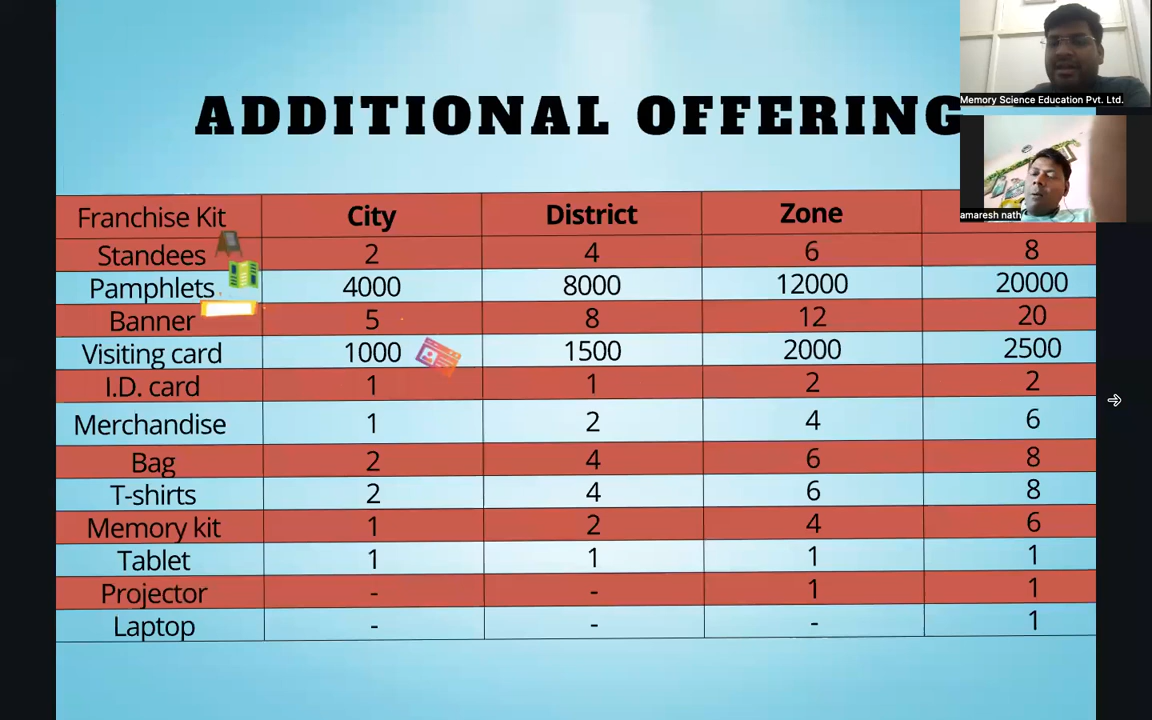 ADDITIONAL OFFERING
Memory Science Education Pvt. Ltd.
amaresh nath
Franchise Kit City District Zone
Standees 2 4 6 8
Pamphlets 4000 8000 12000 20000
Banner 5 8 12 20
Visiting card 1000 1500 2000 2500
I.D. card 1 1 2 2
Merchandise 1 2 4 6
Bag 2 4 6 8
T-shirts 2 4 6 8
Memory kit 1 2 4 6
Tablet 1 1 1 1
Projector - - 1 1
Laptop - - - 1